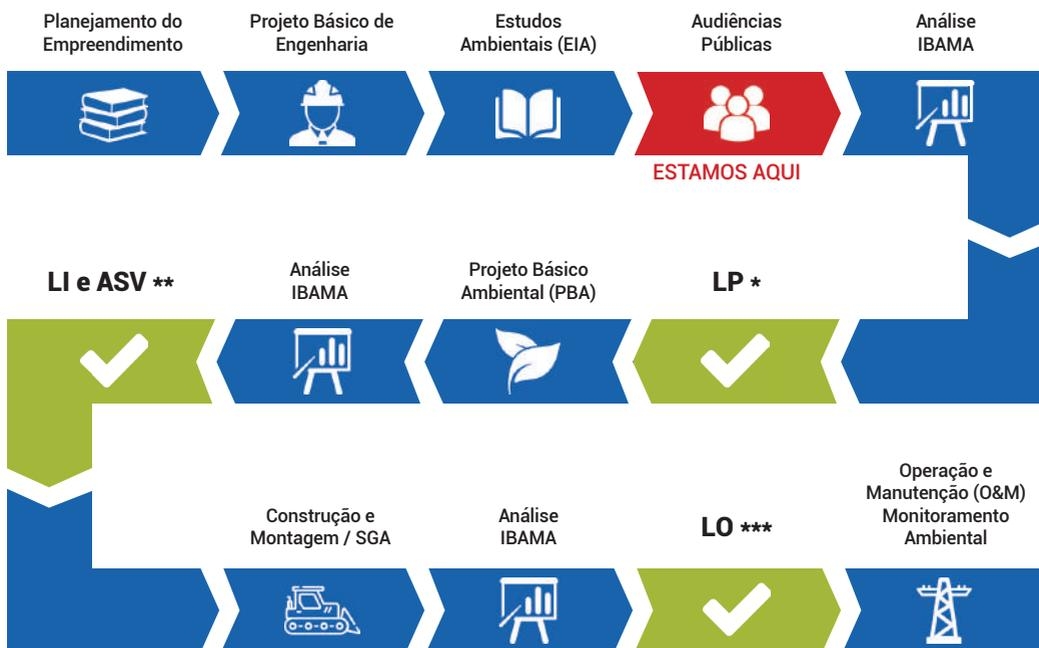 Planejamento do
Empreendimento
Projeto Básico de
Engenharia
Estudos
Ambientais (EIA)
Audiências
Públicas
Análise
IBAMA
ESTAMOS AQUI
LI e ASV **
Análise
IBAMA
Projeto Básico
Ambiental (PBA)
LP *
Construção e
Montagem / SGA
Análise
IBAMA
LO ***
Operação e
Manutenção (O&M)
Monitoramento
Ambiental